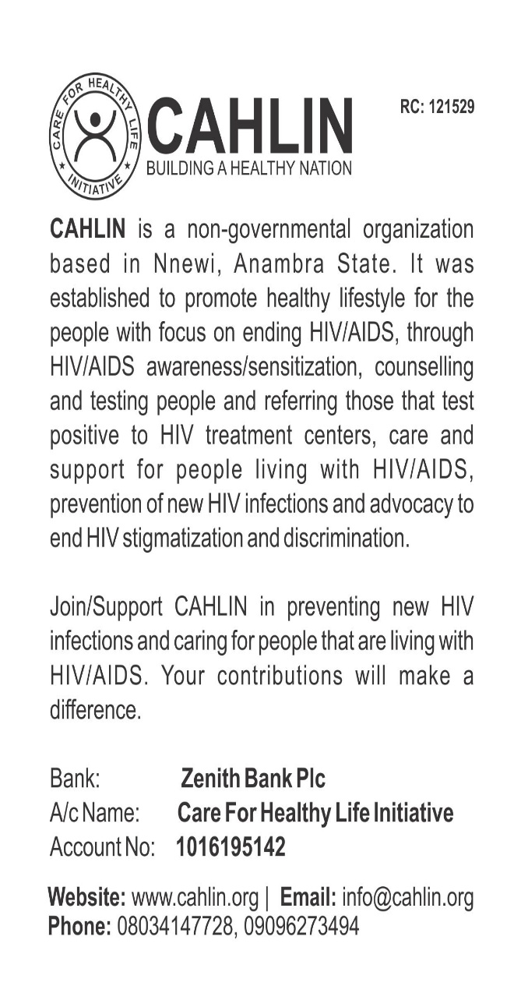 CARE FOR HEALTHY LIFE
INITIATIVE
CAHLIN
BUILDING A HEALTHY NATION
RC: 121529
CAHLIN is a non-governmental organization
based in Nnewi, Anambra State. It was
established to promote healthy lifestyle for the
people with focus on ending HIV/AIDS, through
HIV/AIDS awareness/sensitization, counselling
and testing people and referring those that test
positive to HIV treatment centers, care and
support for people living with HIV/AIDS,
prevention of new HIV infections and advocacy to
end HIV stigmatization and discrimination.
Join/Support CAHLIN in preventing new HIV
infections and caring for people that are living with
HIV/AIDS. Your contributions will make a
difference.
Bank: Zenith Bank Plc
A/c Name: Care For Healthy Life Initiative
Account No: 1016195142
Website: www.cahlin.org | Email: info@cahlin.org
Phone: 08034147728, 09096273494